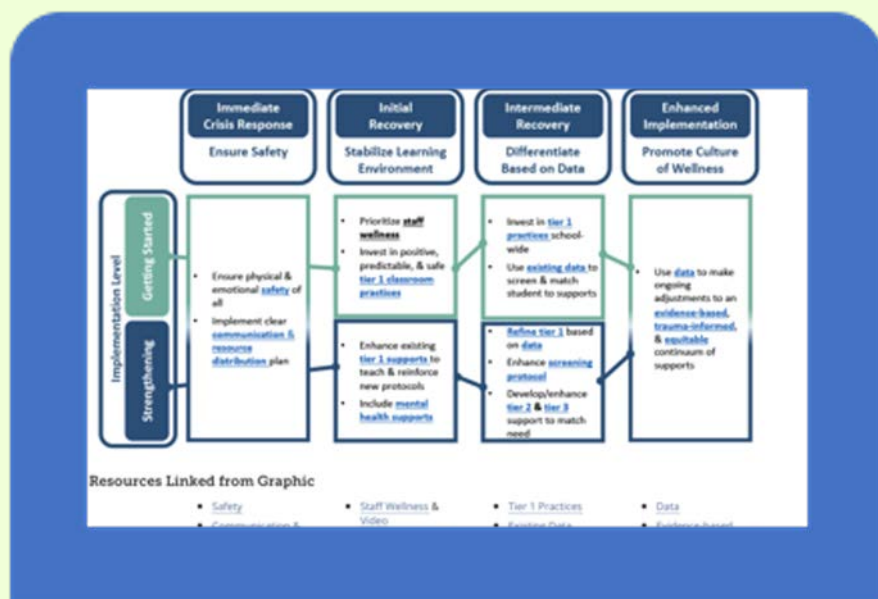 Immediate
Crisis Response
Ensure Safety
Initial
Recovery
Stabilize Learning
Environment
Intermediate
Recovery
Differentiate
Based on Data
Enhanced
Implementation
Promote Culture
of Wellness
Implementation Level
Getting Started
Strengthening
• Ensure physical &
emotional safety of
all
• Implement clear
communication &
resource
distribution plan
• Prioritize staff
wellness
• Invest in positive,
predictable, & safe
tier 1 classroom
practices
• Enhance existing
tier 1 supports to
teach & reinforce
new protocols
• Include mental
health supports
• Invest in tier 1
practices school-
wide
• Use existing data to
screen & match
student to supports
• Refine tier 1 based
on data
• Enhance screening
protocol
• Develop/enhance
tier 2 & tier 3
support to match
need
• Use data to make
ongoing
adjustments to an
evidence-based,
trauma-informed,
& equitable
continuum of
supports
Resources Linked from Graphic
• Safety
• Communication &
• Staff Wellness &
Video
• Tier 1 Practices
• Existing Data
• Data
• Evidence-based